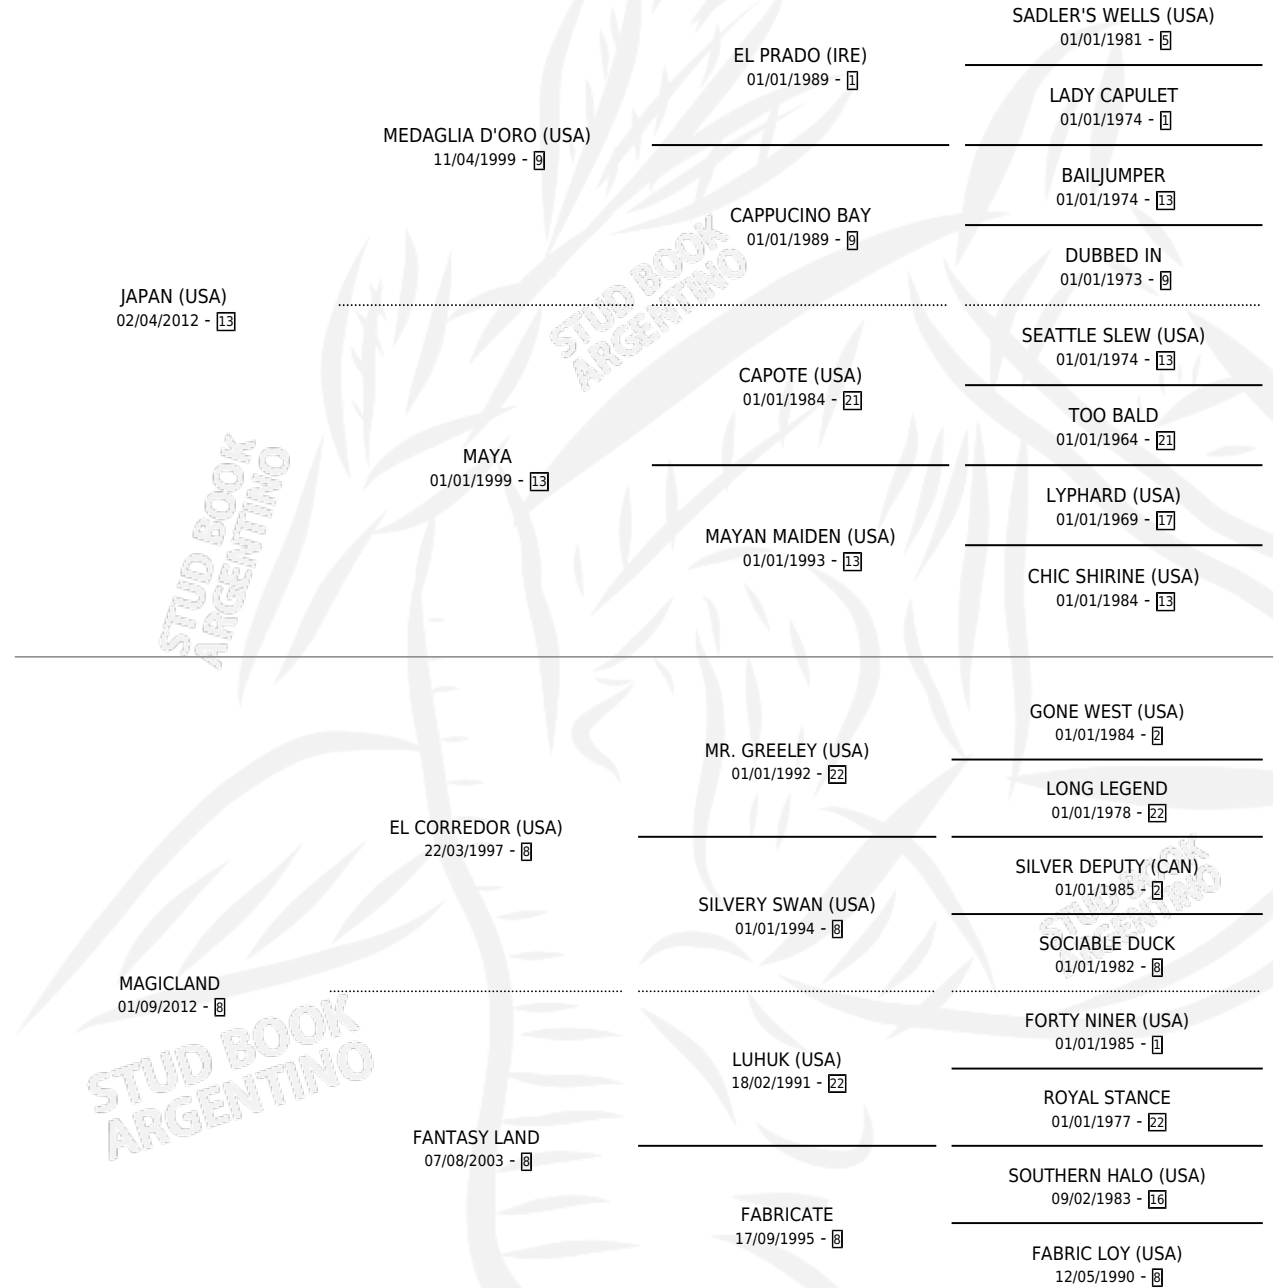 SADLER'S WELLS (USA)
01/01/1981 - 5
EL PRADO (IRE)
01/01/1989 - 1
LADY CAPULET
01/01/1974 - 1
MEDAGLIA D'ORO (USA)
11/04/1999 - 9
BAILJUMPER
01/01/1974 - 13
CAPPUCINO BAY
01/01/1989 - 9
DUBBED IN
01/01/1973 - 9
JAPAN (USA)
02/04/2012 - 13
STUD BOOK
ARGENTINO
SEATTLE SLEW (USA)
01/01/1974 - 13
CAPOTE (USA)
01/01/1984 - 21
TOO BALD
01/01/1964 - 21
MAYA
01/01/1999 - 13
LYPHARD (USA)
01/01/1969 - 17
MAYAN MAIDEN (USA)
01/01/1993 - 13
CHIC SHIRINE (USA)
01/01/1984 - 13
STUD BOOK
ARGENTINO
GONE WEST (USA)
01/01/1984 - 2
MR. GREELEY (USA)
01/01/1992 - 22
LONG LEGEND
01/01/1978 - 22
EL CORREDOR (USA)
22/03/1997 - 8
SILVER DEPUTY (CAN)
01/01/1985 - 2
SILVERY SWAN (USA)
01/01/1994 - 8
STUD BOOK
ARGENTINO
SOCIABLE DUCK
01/01/1982 - 8
MAGICLAND
01/09/2012 - 8
STUD BOOK
ARGENTINO
FORTY NINER (USA)
01/01/1985 - 1
LUHUK (USA)
18/02/1991 - 22
ROYAL STANCE
01/01/1977 - 22
FANTASY LAND
07/08/2003 - 8
SOUTHERN HALO (USA)
09/02/1983 - 16
FABRICATE
17/09/1995 - 8
FABRIC LOY (USA)
12/05/1990 - 8